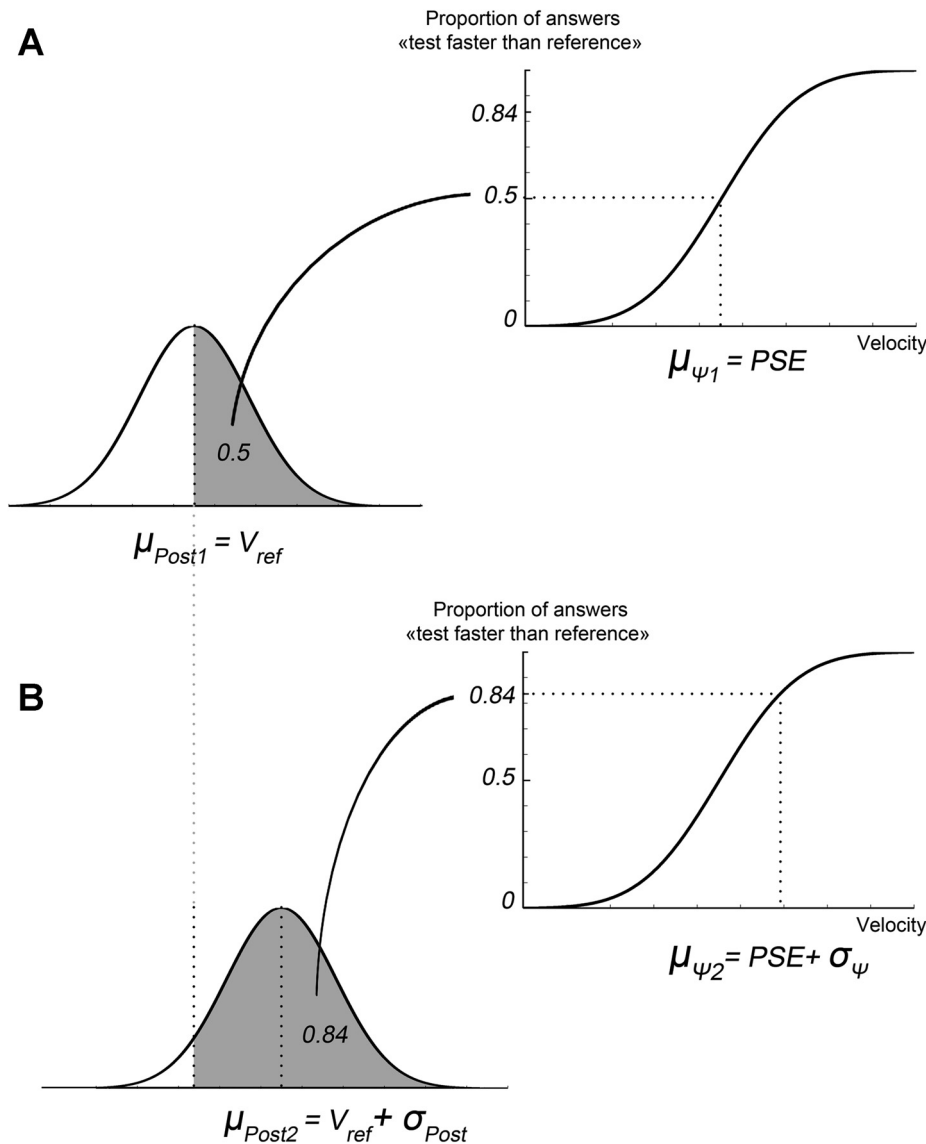 A
Proportion of answers
«test faster than reference»
0.84
0.5
0
Velocity
μΨ1 = PSE
0.5
μPost1 = Vref
Proportion of answers
«test faster than reference»
B
0.84
0.5
0
Velocity
μΨ2 = PSE + σΨ
0.84
μPost2 = Vref + σPost